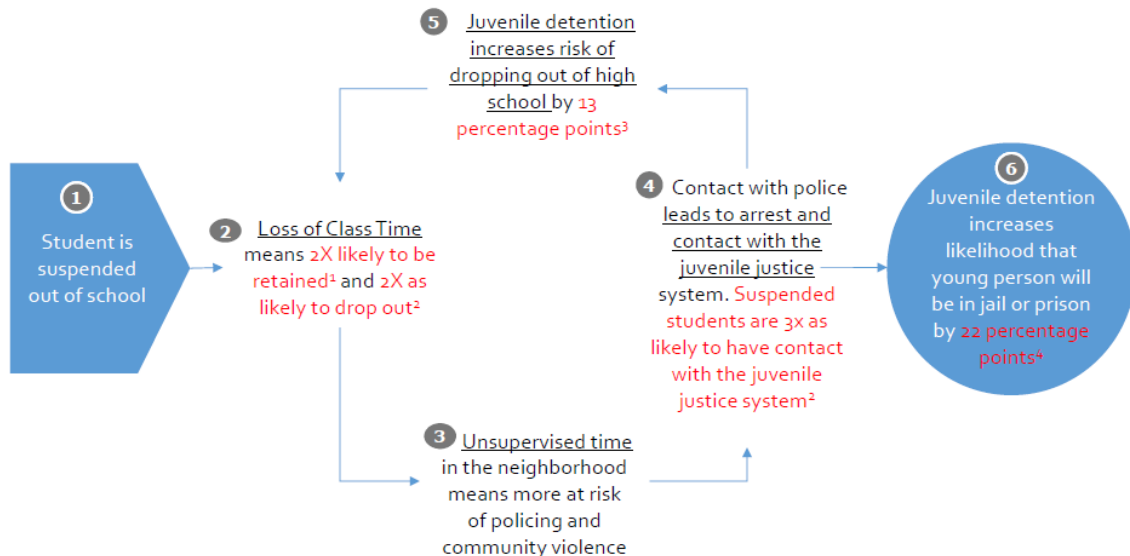 1
Student is
suspended
out of school
2 Loss of Class Time
means 2X likely to be
retained¹ and 2X as
likely to drop out²
3 Unsupervised time
in the neighborhood
means more at risk
of policing and
community violence
4 Contact with police
leads to arrest and
contact with the
juvenile justice
system. Suspended
students are 3x as
likely to have contact
with the juvenile
justice system²
5 Juvenile detention
increases risk of
dropping out of high
school by 13
percentage points³
6
Juvenile detention
increases
likelihood that
young person will
be in jail or prison
by 22 percentage
points⁴